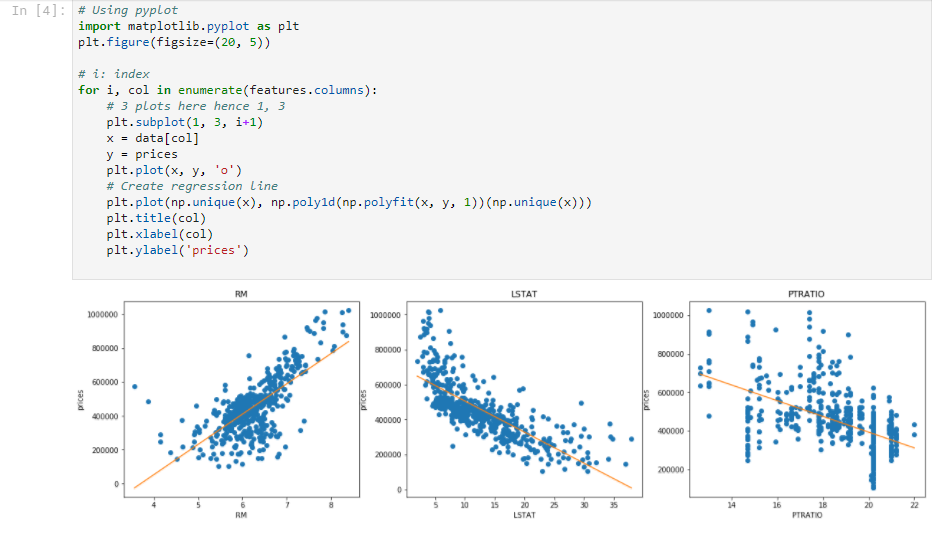 In [4]:
# Using pyplot
import matplotlib.pyplot as plt
plt.figure(figsize=(20, 5))
# i: index
for i, col in enumerate(features.columns):
    # 3 plots here hence 1, 3
    plt.subplot(1, 3, i+1)
    x = data[col]
    y = prices
    plt.plot(x, y, 'o')
    # Create regression line
    plt.plot(np.unique(x), np.poly1d(np.polyfit(x, y, 1))(np.unique(x)))
    plt.title(col)
    plt.xlabel(col)
    plt.ylabel('prices')
RM
1000000
800000
600000
400000
200000
0
prices
4 5 6 7 8
RM
LSTAT
1000000
800000
600000
400000
200000
0
prices
5 10 15 20 25 30 35
LSTAT
PTRATIO
1000000
800000
600000
400000
200000
prices
14 16 18 20 22
PTRATIO